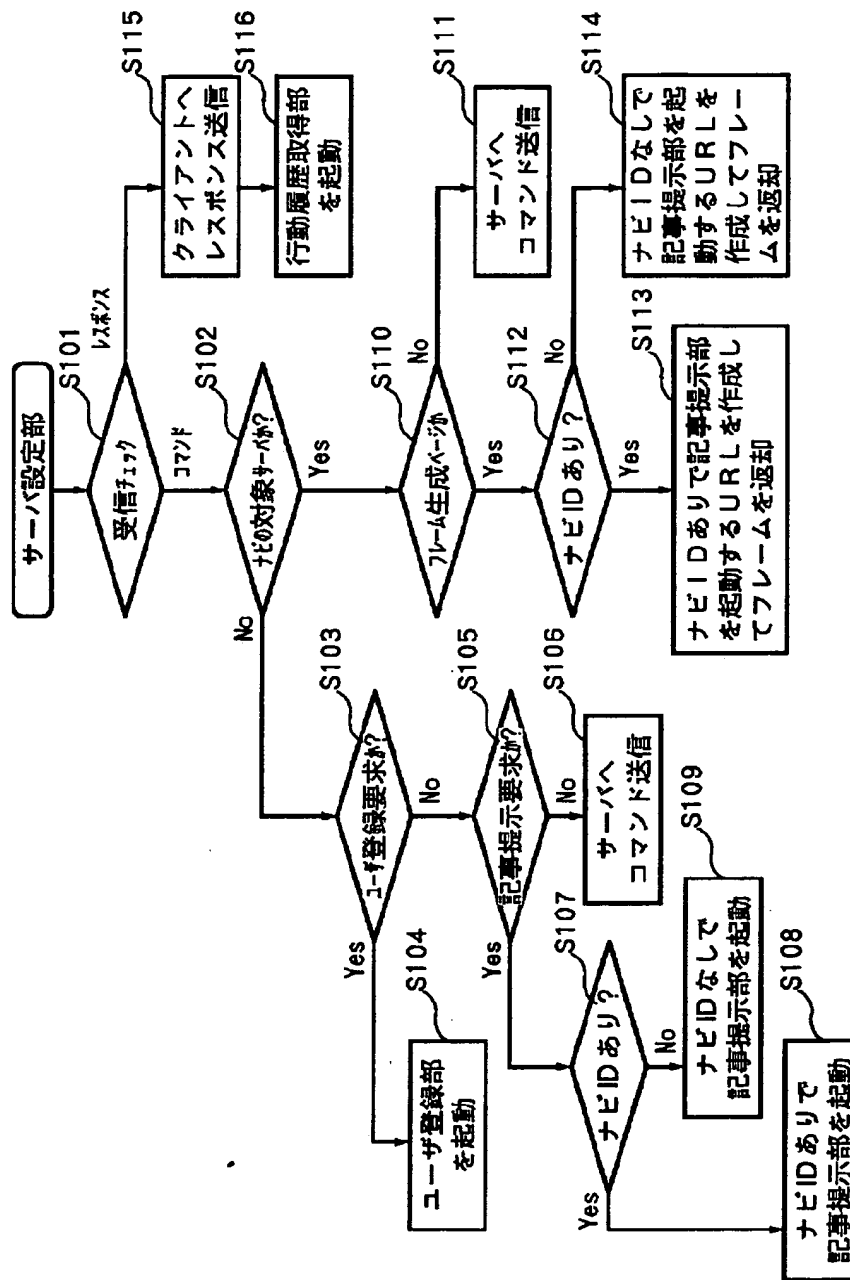 サーバ設定部
S101
受信チェック
レスポンス
コマンド
S115
クライアントへ
レスポンス送信
S116
行動履歴取得部
を起動
S102
ナビの対象サーバか?
No
Yes
S103
ユーザ登録要求か?
Yes
No
S104
ユーザ登録部
を起動
S105
記事提示要求か?
Yes
No
S106
サーバへ
コマンド送信
S107
ナビIDあり?
Yes
No
S108
ナビIDありで
記事提示部を起動
S109
ナビIDなしで
記事提示部を起動
S110
フレーム生成ページか
No
Yes
S111
サーバへ
コマンド送信
S112
ナビIDあり?
No
Yes
S113
ナビIDありで記事提示部
を起動するURLを作成し
てフレームを返却
S114
ナビIDなしで
記事提示部を起
動するURLを
作成してフレー
ムを返却